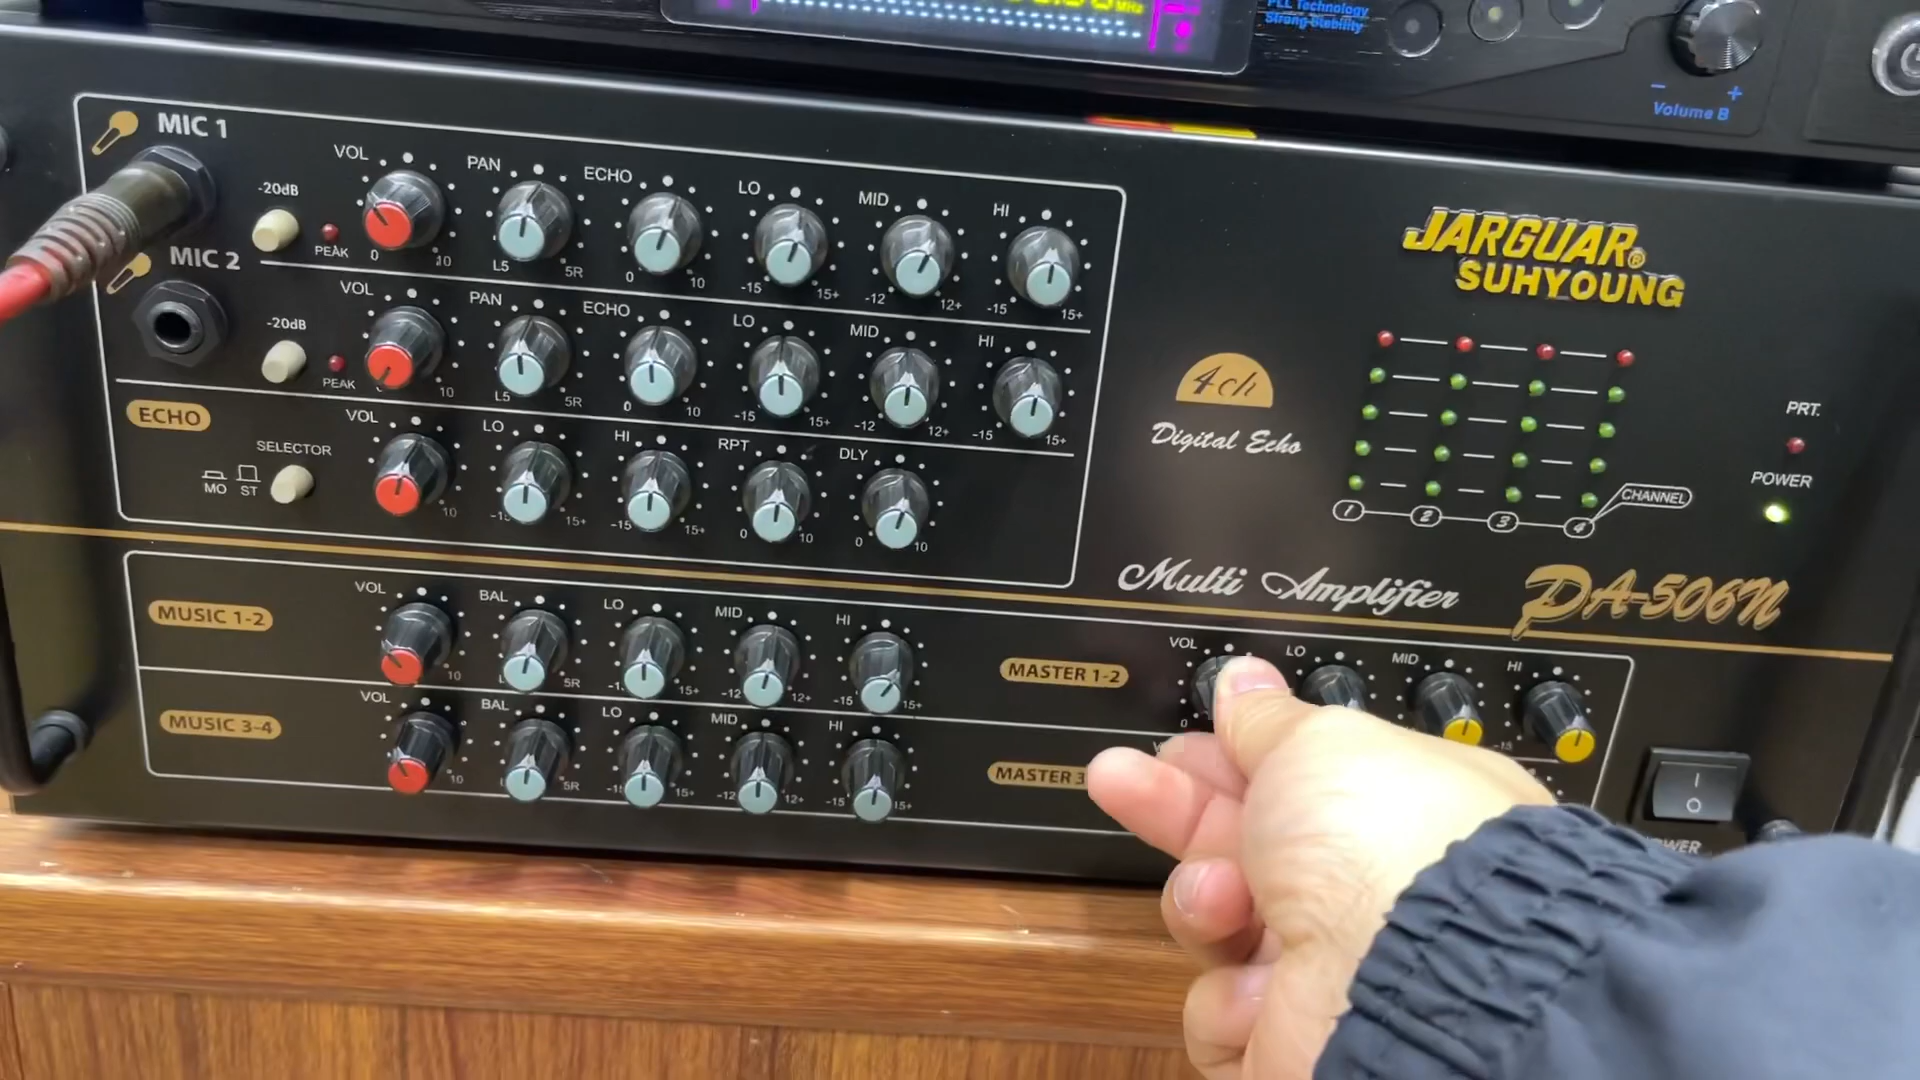 MHz
PLL Technology
Strong Stability
- +
Volume B
MIC 1
-20dB
PEAK
VOL
0 10
PAN
L5 5R
ECHO
0 10
LO
-15 15+
MID
-12 12+
HI
-15 15+
MIC 2
-20dB
PEAK
VOL
10
PAN
L5 5R
ECHO
0 10
LO
-15 15+
MID
-12 12+
HI
-15 15+
ECHO
SELECTOR
MO ST
VOL
10
LO
15+
HI
-15 15+
RPT
0 10
DLY
0 10
JARGUAR®
SUHYOUNG
4ch
Digital Echo
1 2 3 4
CHANNEL
PRT.
POWER
Multi Amplifier
PA-506N
MUSIC 1-2
VOL
10
BAL
5R
LO
15+
MID
-12 12+
HI
-15 15+
MUSIC 3-4
VOL
10
BAL
5R
LO
15+
MID
-12 12+
HI
-15 15+
MASTER 1-2
VOL
0
LO
MID
HI
-15
MASTER 3
I
O